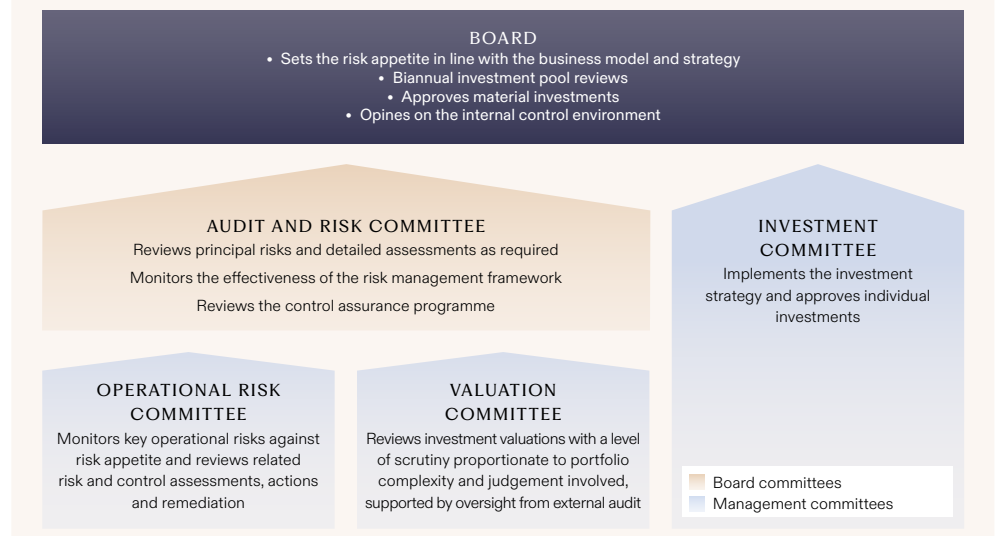 BOARD
• Sets the risk appetite in line with the business model and strategy
• Biannual investment pool reviews
• Approves material investments
• Opines on the internal control environment
AUDIT AND RISK COMMITTEE
Reviews principal risks and detailed assessments as required
Monitors the effectiveness of the risk management framework
Reviews the control assurance programme
INVESTMENT
COMMITTEE
Implements the investment
strategy and approves individual
investments
OPERATIONAL RISK
COMMITTEE
Monitors key operational risks against
risk appetite and reviews related
risk and control assessments, actions
and remediation
VALUATION
COMMITTEE
Reviews investment valuations with a level
of scrutiny proportionate to portfolio
complexity and judgement involved,
supported by oversight from external audit
Board committees
Management committees